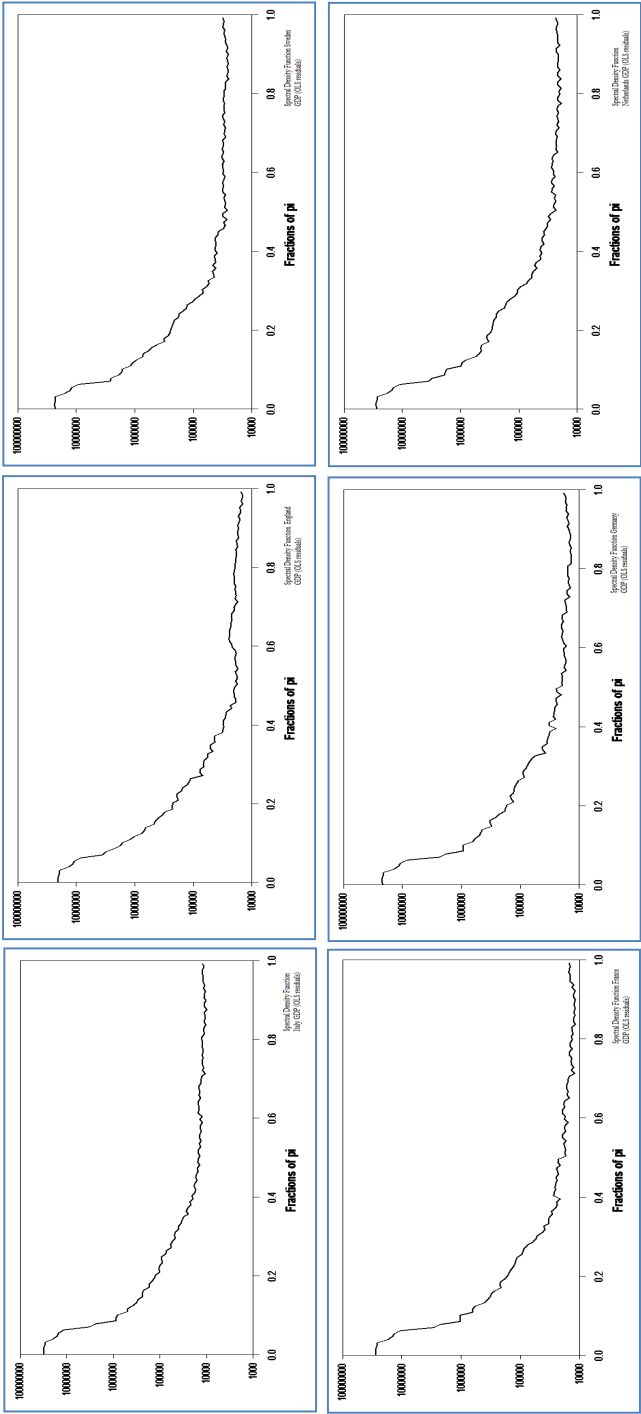 Spectral Density Function
Italy GDP (OLS residuals)
100000000
10000000
1000000
100000
10000
1000
0.0 0.2 0.4 0.6 0.8 1.0
Fractions of pi
Spectral Density Function England
GDP (OLS residuals)
100000000
10000000
1000000
100000
10000
0.0 0.2 0.4 0.6 0.8 1.0
Fractions of pi
Spectral Density Function Sweden
GDP (OLS residuals)
100000000
10000000
1000000
100000
10000
0.0 0.2 0.4 0.6 0.8 1.0
Fractions of pi
Spectral Density Function France
GDP (OLS residuals)
100000000
10000000
1000000
100000
10000
0.0 0.2 0.4 0.6 0.8 1.0
Fractions of pi
Spectral Density Function Germany
GDP (OLS residuals)
100000000
10000000
1000000
100000
10000
0.0 0.2 0.4 0.6 0.8 1.0
Fractions of pi
Spectral Density Function
Netherlands GDP (OLS residuals)
100000000
10000000
1000000
100000
10000
0.0 0.2 0.4 0.6 0.8 1.0
Fractions of pi